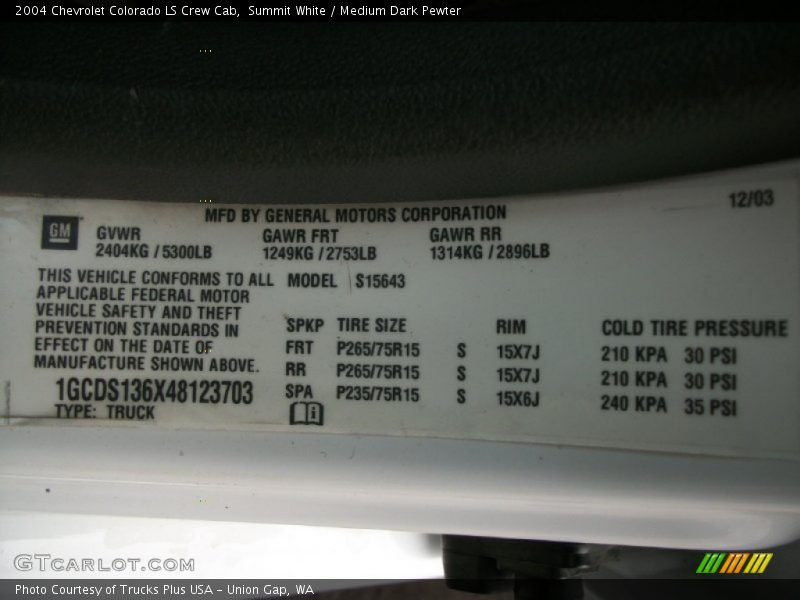 2004 Chevrolet Colorado LS Crew Cab,  Summit White / Medium Dark Pewter
12/03
MFD BY GENERAL MOTORS CORPORATION
GM
GVWR GAWR FRT GAWR RR
2404KG / 5300LB 1249KG / 2753LB 1314KG / 2896LB
THIS VEHICLE CONFORMS TO ALL MODEL S15643
APPLICABLE FEDERAL MOTOR
VEHICLE SAFETY AND THEFT
PREVENTION STANDARDS IN
EFFECT ON THE DATE OF
MANUFACTURE SHOWN ABOVE.
SPKP TIRE SIZE RIM COLD TIRE PRESSURE
FRT P265/75R15 S 15X7J 210 KPA 30 PSI
RR P265/75R15 S 15X7J 210 KPA 30 PSI
SPA P235/75R15 S 15X6J 240 KPA 35 PSI
1GCDS136X48123703
TYPE: TRUCK
GTCARLOT.COM
Photo Courtesy of Trucks Plus USA - Union Gap, WA